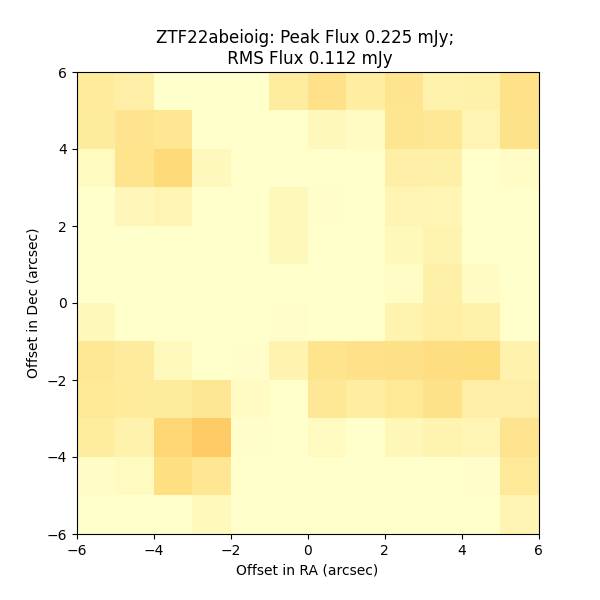 ZTF22abeioig: Peak Flux 0.225 mJy;
RMS Flux 0.112 mJy
6
4
2
0
−2
−4
−6
Offset in Dec (arcsec)
−6 −4 −2 0 2 4 6
Offset in RA (arcsec)